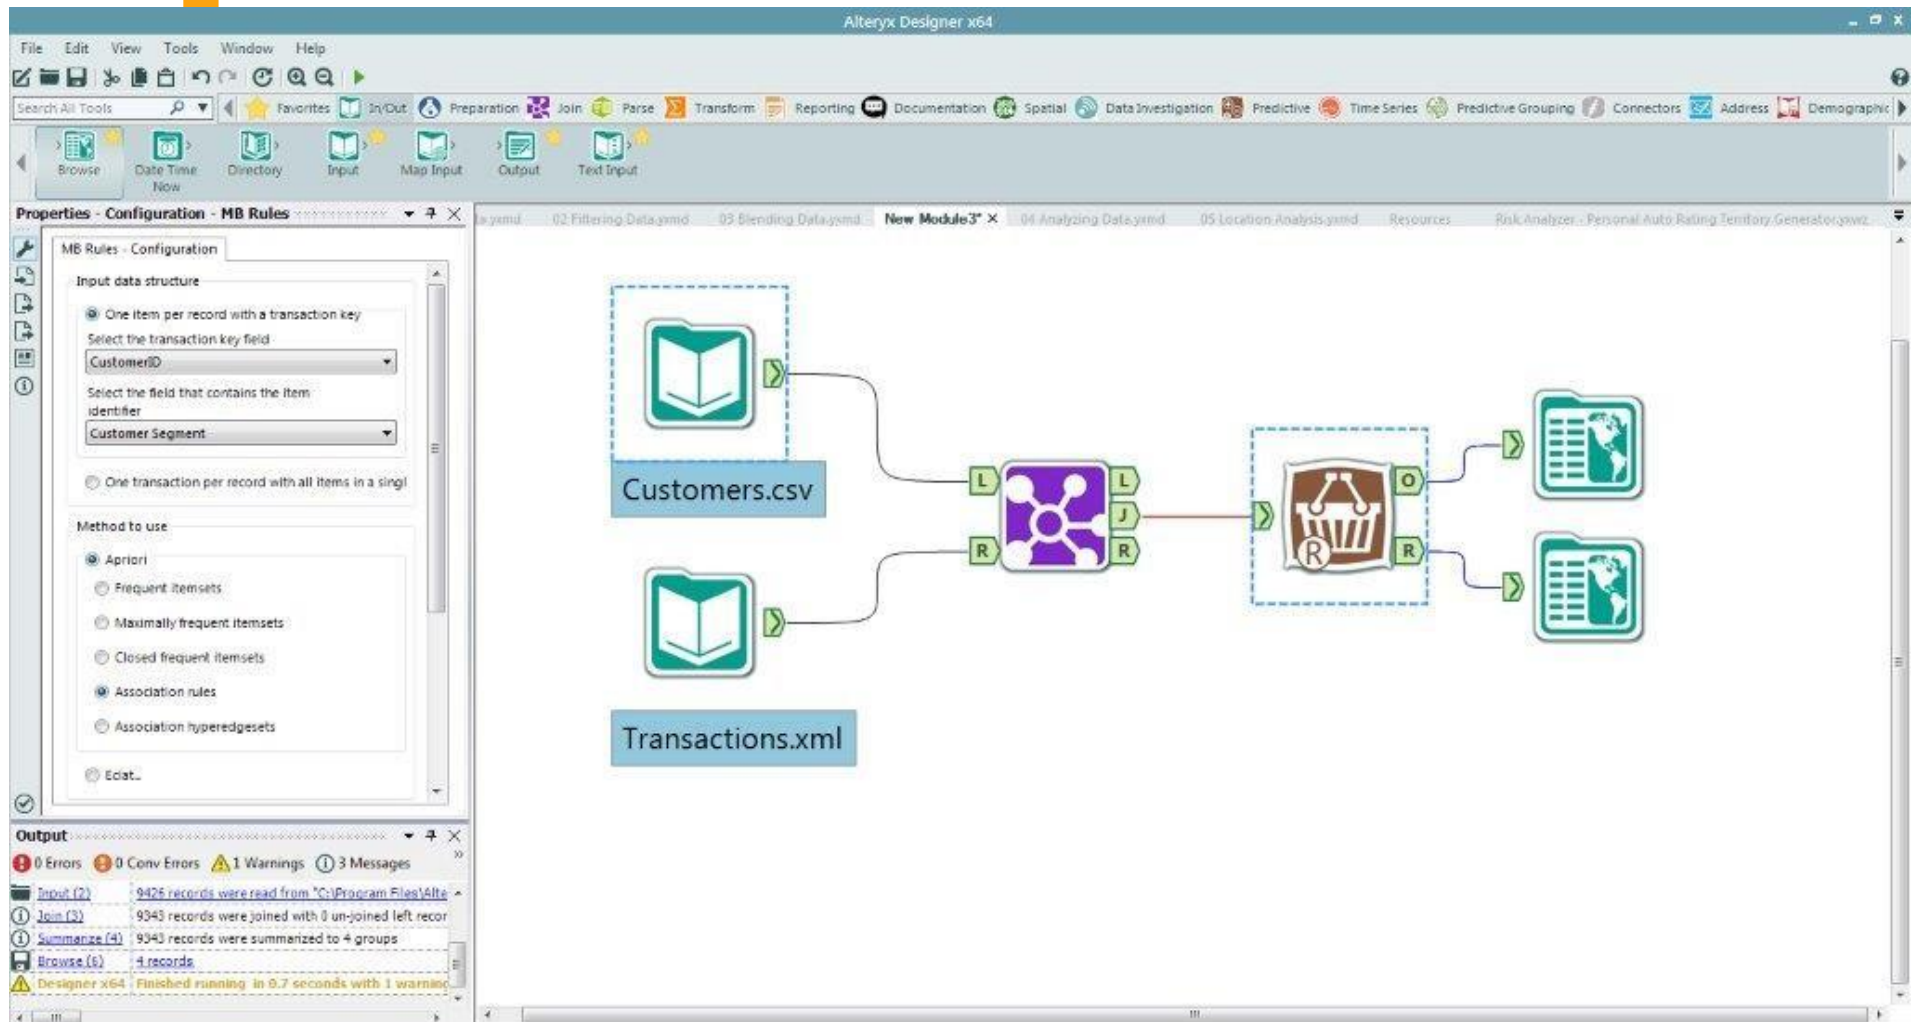 Alteryx Designer x64
File Edit View Tools Window Help
Search All Tools Favorites In/Out Preparation Join Parse Transform Reporting Documentation Spatial Data Investigation Predictive Time Series Predictive Grouping Connectors Address Demographic
Browse Date Time Directory Input Map Input Output Text Input
Now
Properties - Configuration - MB Rules
02 Filtering Data.yxmd 03 Blending Data.yxmd New Module3* X 04 Analyzing Data.yxmd 05 Location Analysis.yxmd Resources Risk Analyzer - Personal Auto Rating Territory Generator.yxwz
MB Rules - Configuration
Input data structure
One item per record with a transaction key
Select the transaction key field
CustomerID
Select the field that contains the item
identifier
Customer Segment
One transaction per record with all items in a singl
Method to use
Apriori
Frequent itemsets
Maximally frequent itemsets
Closed frequent itemsets
Association rules
Association hyperedgesets
Eclat...
Output
0 Errors 0 Conv Errors 1 Warnings 3 Messages
Input (2) 9426 records were read from "C:\Program Files\Alte
Join (3) 9343 records were joined with 0 un-joined left recor
Summarize (4) 9343 records were summarized to 4 groups
Browse (6) 4 records
Designer x64 Finished running in 0.7 seconds with 1 warning
Customers.csv
Transactions.xml
L
R
L
J
R
R
O
R